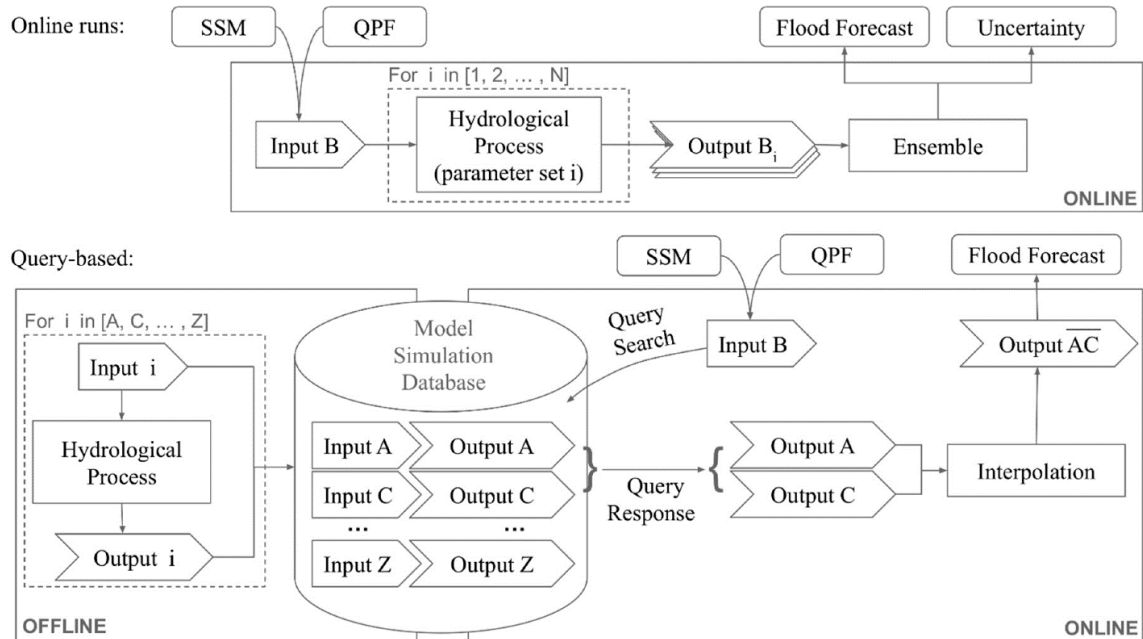 Online runs:
SSM
QPF
Flood Forecast
Uncertainty
For i in [1, 2, ... , N]
Input B
Hydrological
Process
(parameter set i)
Output Bi
Ensemble
ONLINE
Query-based:
SSM
QPF
Flood Forecast
For i in [A, C, ... , Z]
Input i
Hydrological
Process
Output i
OFFLINE
Model
Simulation
Database
Query
Search
Input B
Output A̅C̅
Input A
Output A
Input C
Output C
...
...
Input Z
Output Z
}
Query
Response
{
Output A
Output C
Interpolation
ONLINE